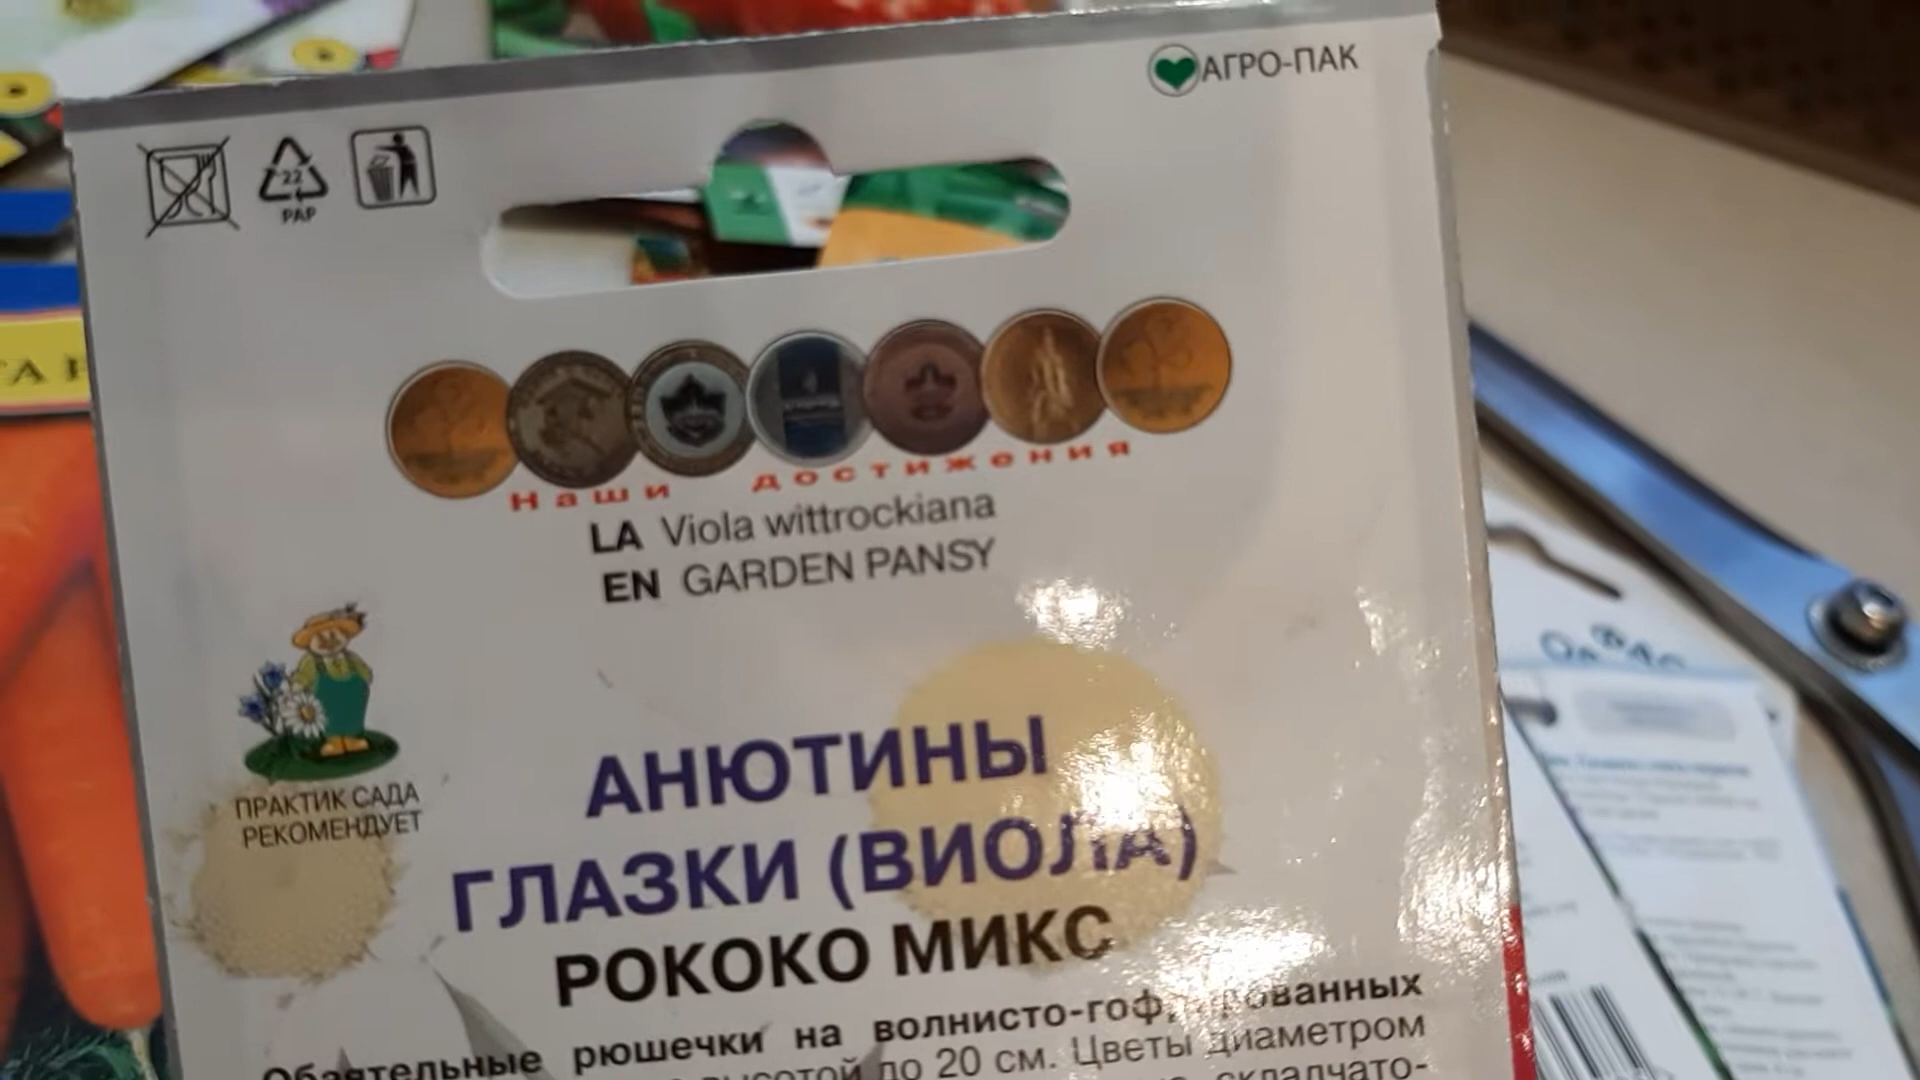 АГРО-ПАК
22
PAP
Наши достижения
LA Viola wittrockiana
EN GARDEN PANSY
ПРАКТИК САДА
РЕКОМЕНДУЕТ
АНЮТИНЫ
ГЛАЗКИ (ВИОЛА)
РОКОКО МИКС
Обаятельные рюшечки на волнисто-гофрированных
высотой до 20 см. Цветы диаметром
складчато-